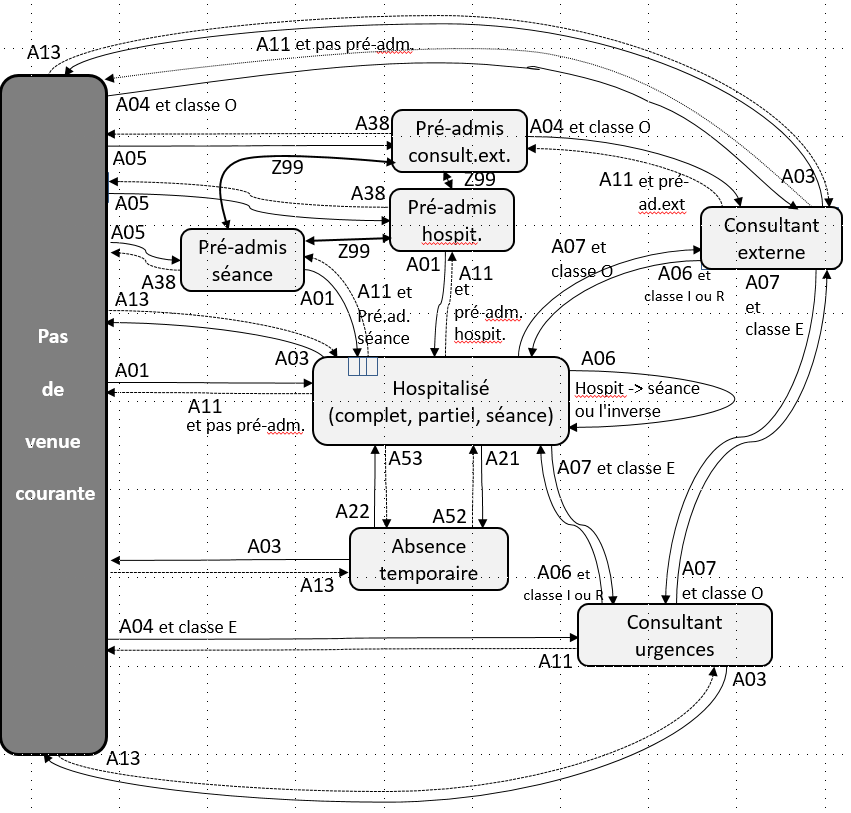 A13
A11 et pas pré-adm.
A04 et classe O
A38
Pré-admis
consult.ext.
A04 et classe O
A05
Z99
Z99
A11 et pré-
ad.ext
A03
A05
A38
Pré-admis
hospit.
Consultant
externe
A05
Pré-admis
séance
Z99
A07 et
classe O
A38
A01
A11
et
pré-adm.
hospit.
A06 et
classe I ou R
A07
et
classe E
A13
A01
A11 et
Pré.ad.
séance
Pas
de
venue
courante
A03
A06
A01
Hospitalisé
(complet, partiel, séance)
Hospit -> séance
ou l'inverse
A11
et pas pré-adm.
A53
A21
A07 et classe E
A22
A52
A03
Absence
temporaire
A13
A06 et
classe I ou R
A07
et classe O
A04 et classe E
Consultant
urgences
A11
A03
A13